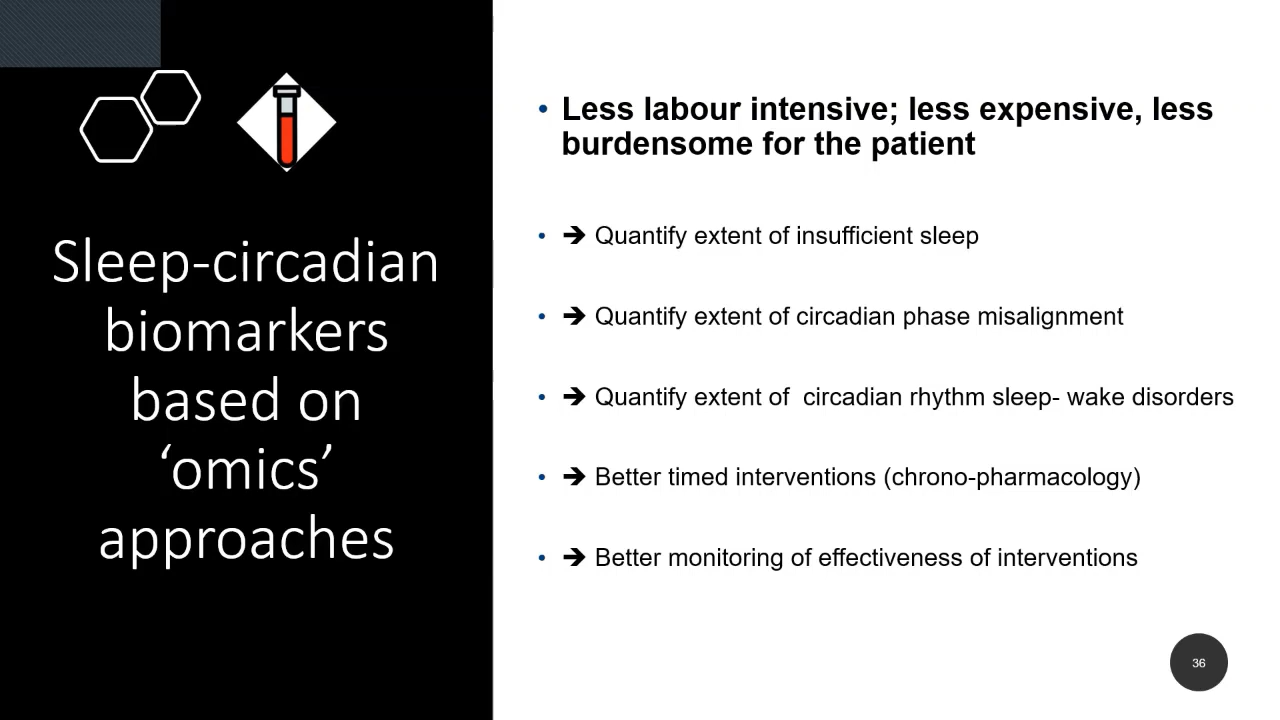 Sleep-circadian
biomarkers
based on
‘omics’
approaches
• Less labour intensive; less expensive, less
burdensome for the patient
• ➔ Quantify extent of insufficient sleep
• ➔ Quantify extent of circadian phase misalignment
• ➔ Quantify extent of  circadian rhythm sleep- wake disorders
• ➔ Better timed interventions (chrono-pharmacology)
• ➔ Better monitoring of effectiveness of interventions
36